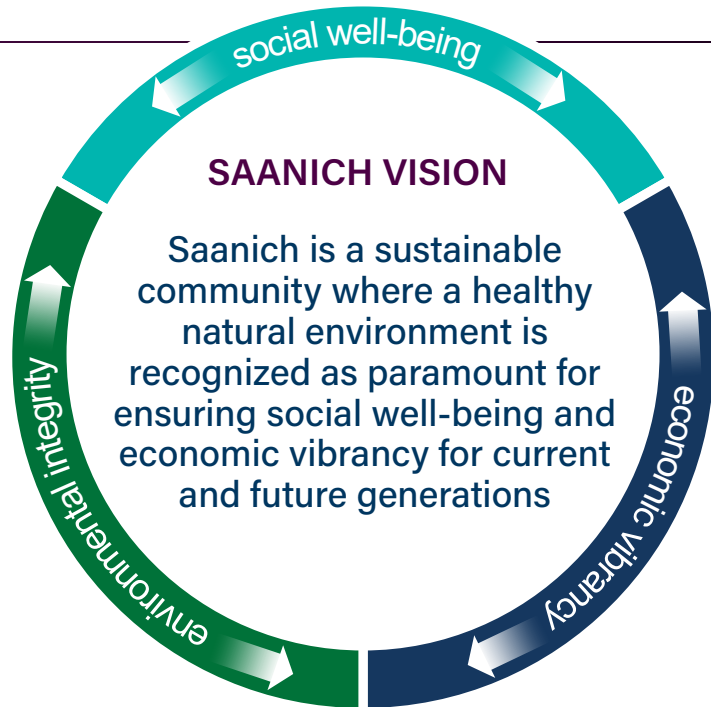 social well-being
SAANICH VISION
Saanich is a sustainable
community where a healthy
natural environment is
recognized as paramount for
ensuring social well-being and
economic vibrancy for current
and future generations
environmental integrity
economic vibrancy